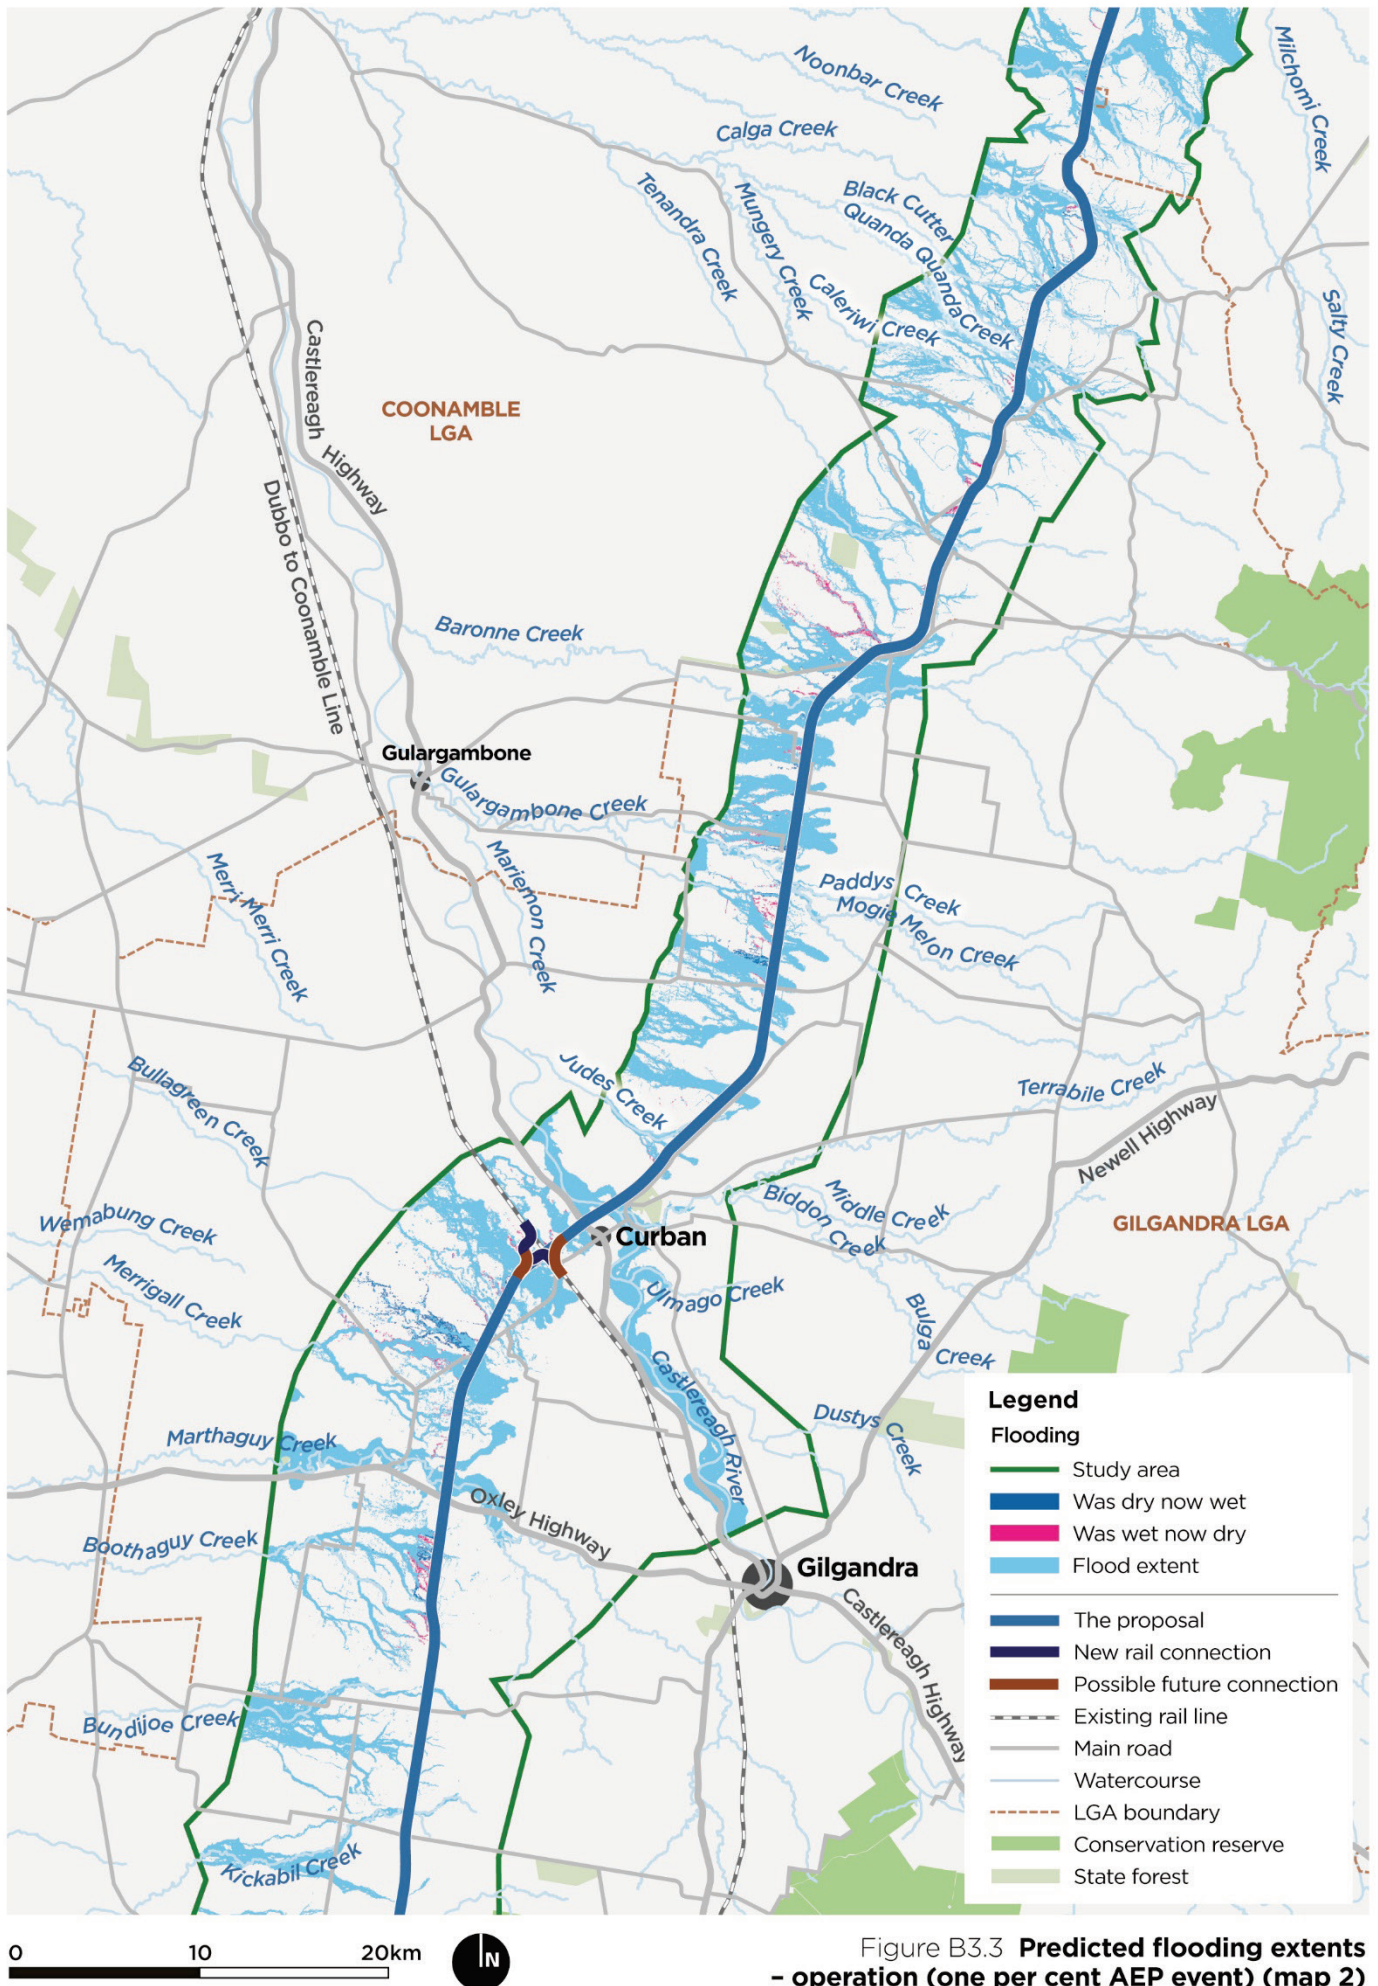 Noonbar Creek
Milchomi Creek
Calga Creek
Tenandra Creek
Mungery Creek
Black Cutter
Quanda Quanda Creek
Caleriwi Creek
Salty Creek
Castlereagh Highway
COONAMBLE
LGA
Dubbo to Coonamble Line
Baronne Creek
Gulargambone
Gulargambone Creek
Merri Merri Creek
Mariemon Creek
Paddys Creek
Mogie Melon Creek
Bullagreen Creek
Judes Creek
Terrabile Creek
Newell Highway
Wemabung Creek
Middle Creek
Biddon Creek
GILGANDRA LGA
Curban
Merrigall Creek
Ulmago Creek
Bulga Creek
Castlereagh River
Marthaguy Creek
Dustys Creek
Oxley Highway
Boothaguy Creek
Gilgandra
Castlereagh Highway
Bundijoe Creek
Kickabil Creek
Legend
Flooding
Study area
Was dry now wet
Was wet now dry
Flood extent
The proposal
New rail connection
Possible future connection
Existing rail line
Main road
Watercourse
LGA boundary
Conservation reserve
State forest
0 10 20km
N
Figure B3.3 Predicted flooding extents
– operation (one per cent AEP event) (map 2)